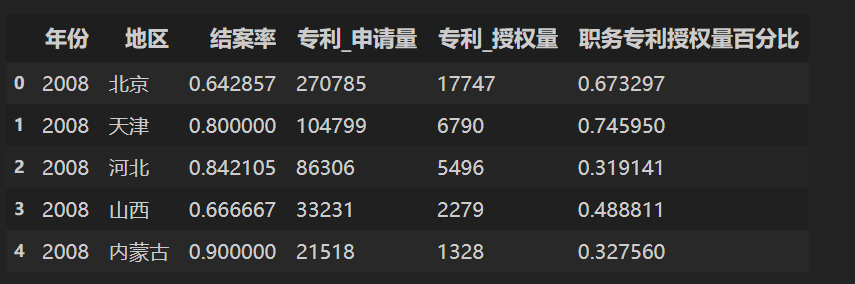 年份 地区 结案率 专利_申请量 专利_授权量 职务专利授权量百分比
0 2008 北京 0.642857 270785 17747 0.673297
1 2008 天津 0.800000 104799 6790 0.745950
2 2008 河北 0.842105 86306 5496 0.319141
3 2008 山西 0.666667 33231 2279 0.488811
4 2008 内蒙古 0.900000 21518 1328 0.327560